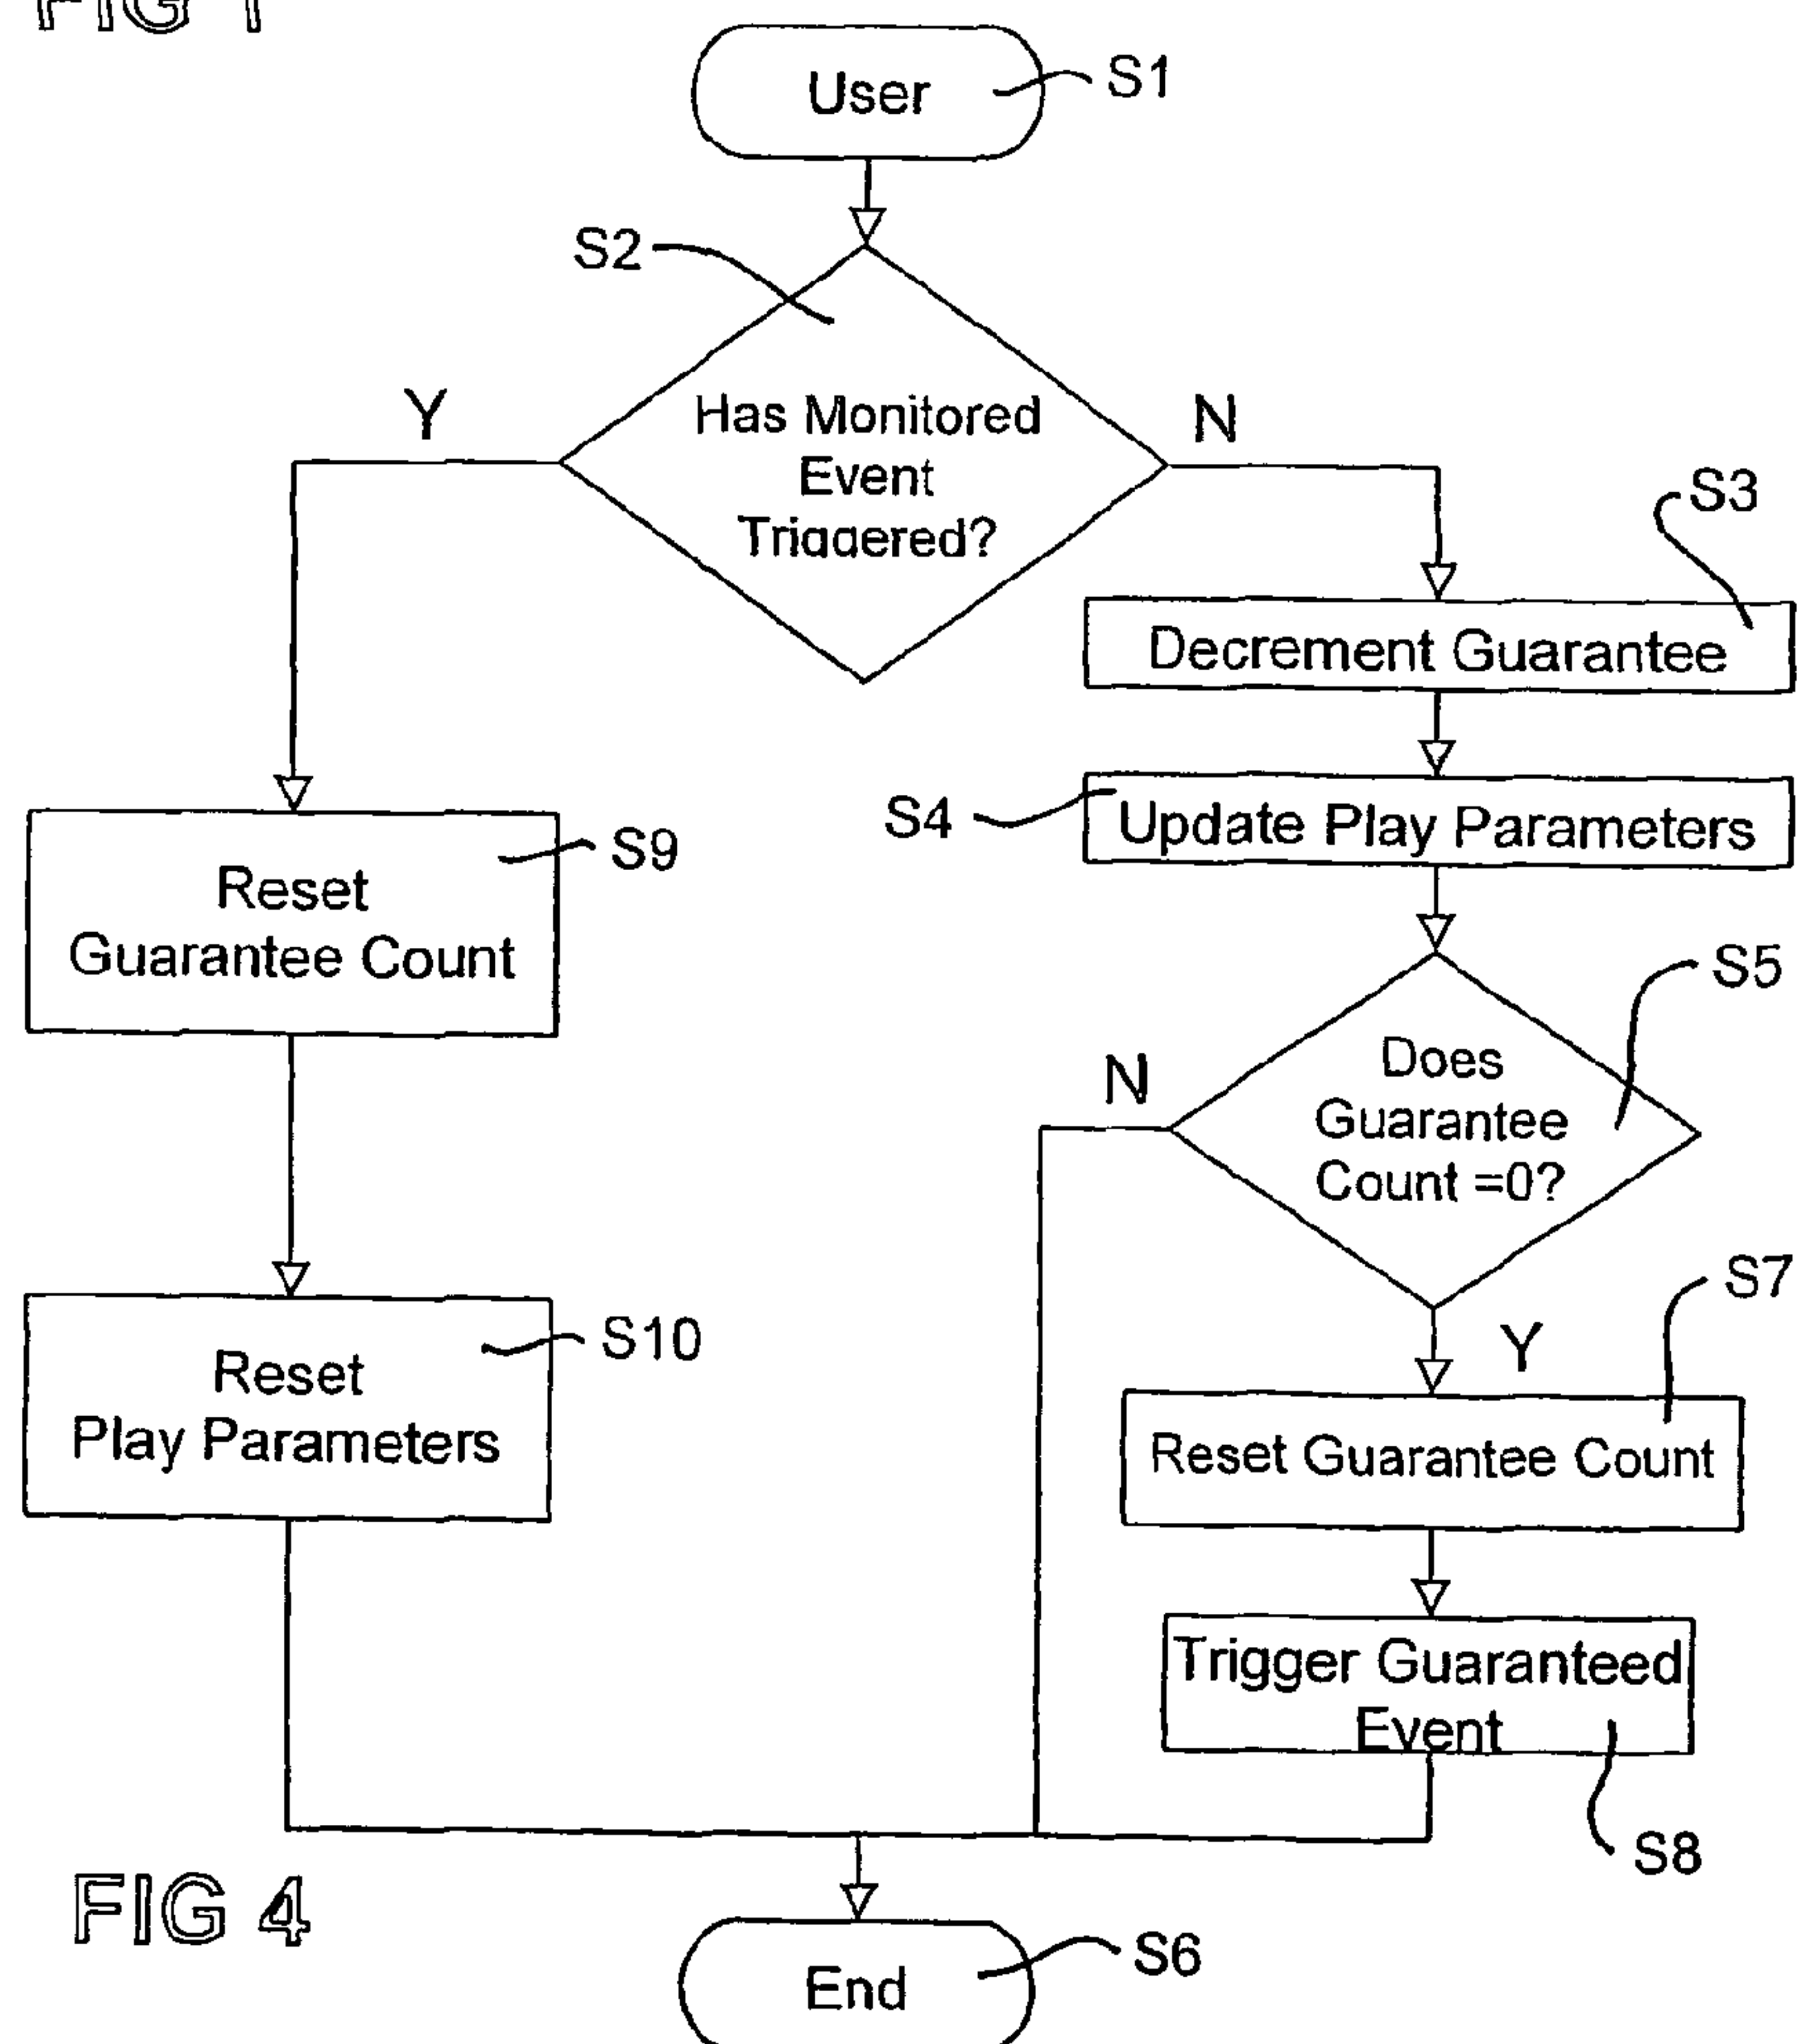 FIG 1
User
S1
S2
Has Monitored
Event
Triggered?
Y
N
S3
Decrement Guarantee
S4
Update Play Parameters
S9
Reset
Guarantee Count
S5
Does
Guarantee
Count =0?
N
Y
S7
Reset Guarantee Count
S10
Reset
Play Parameters
Trigger Guaranteed
Event
S8
FIG 4
End
S6